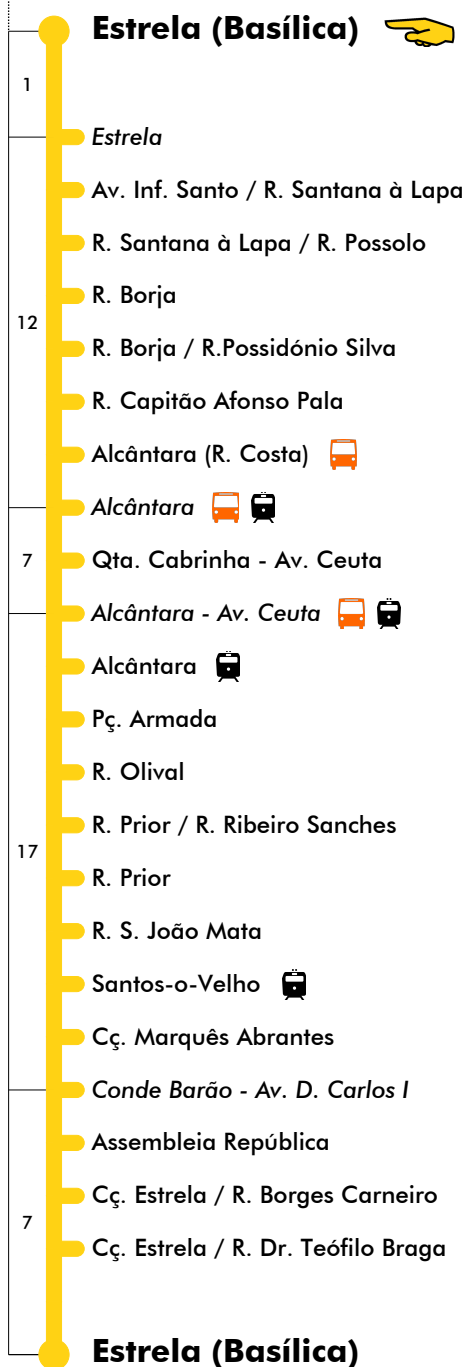 Estrela (Basílica)
1
Estrela
Av. Inf. Santo / R. Santana à Lapa
R. Santana à Lapa / R. Possolo
R. Borja
12
R. Borja / R.Possidónio Silva
R. Capitão Afonso Pala
Alcântara (R. Costa)
Alcântara
7
Qta. Cabrinha - Av. Ceuta
Alcântara - Av. Ceuta
Alcântara
Pç. Armada
R. Olival
R. Prior / R. Ribeiro Sanches
17
R. Prior
R. S. João Mata
Santos-o-Velho
Cç. Marquês Abrantes
Conde Barão - Av. D. Carlos I
Assembleia República
Cç. Estrela / R. Borges Carneiro
7
Cç. Estrela / R. Dr. Teófilo Braga
Estrela (Basílica)